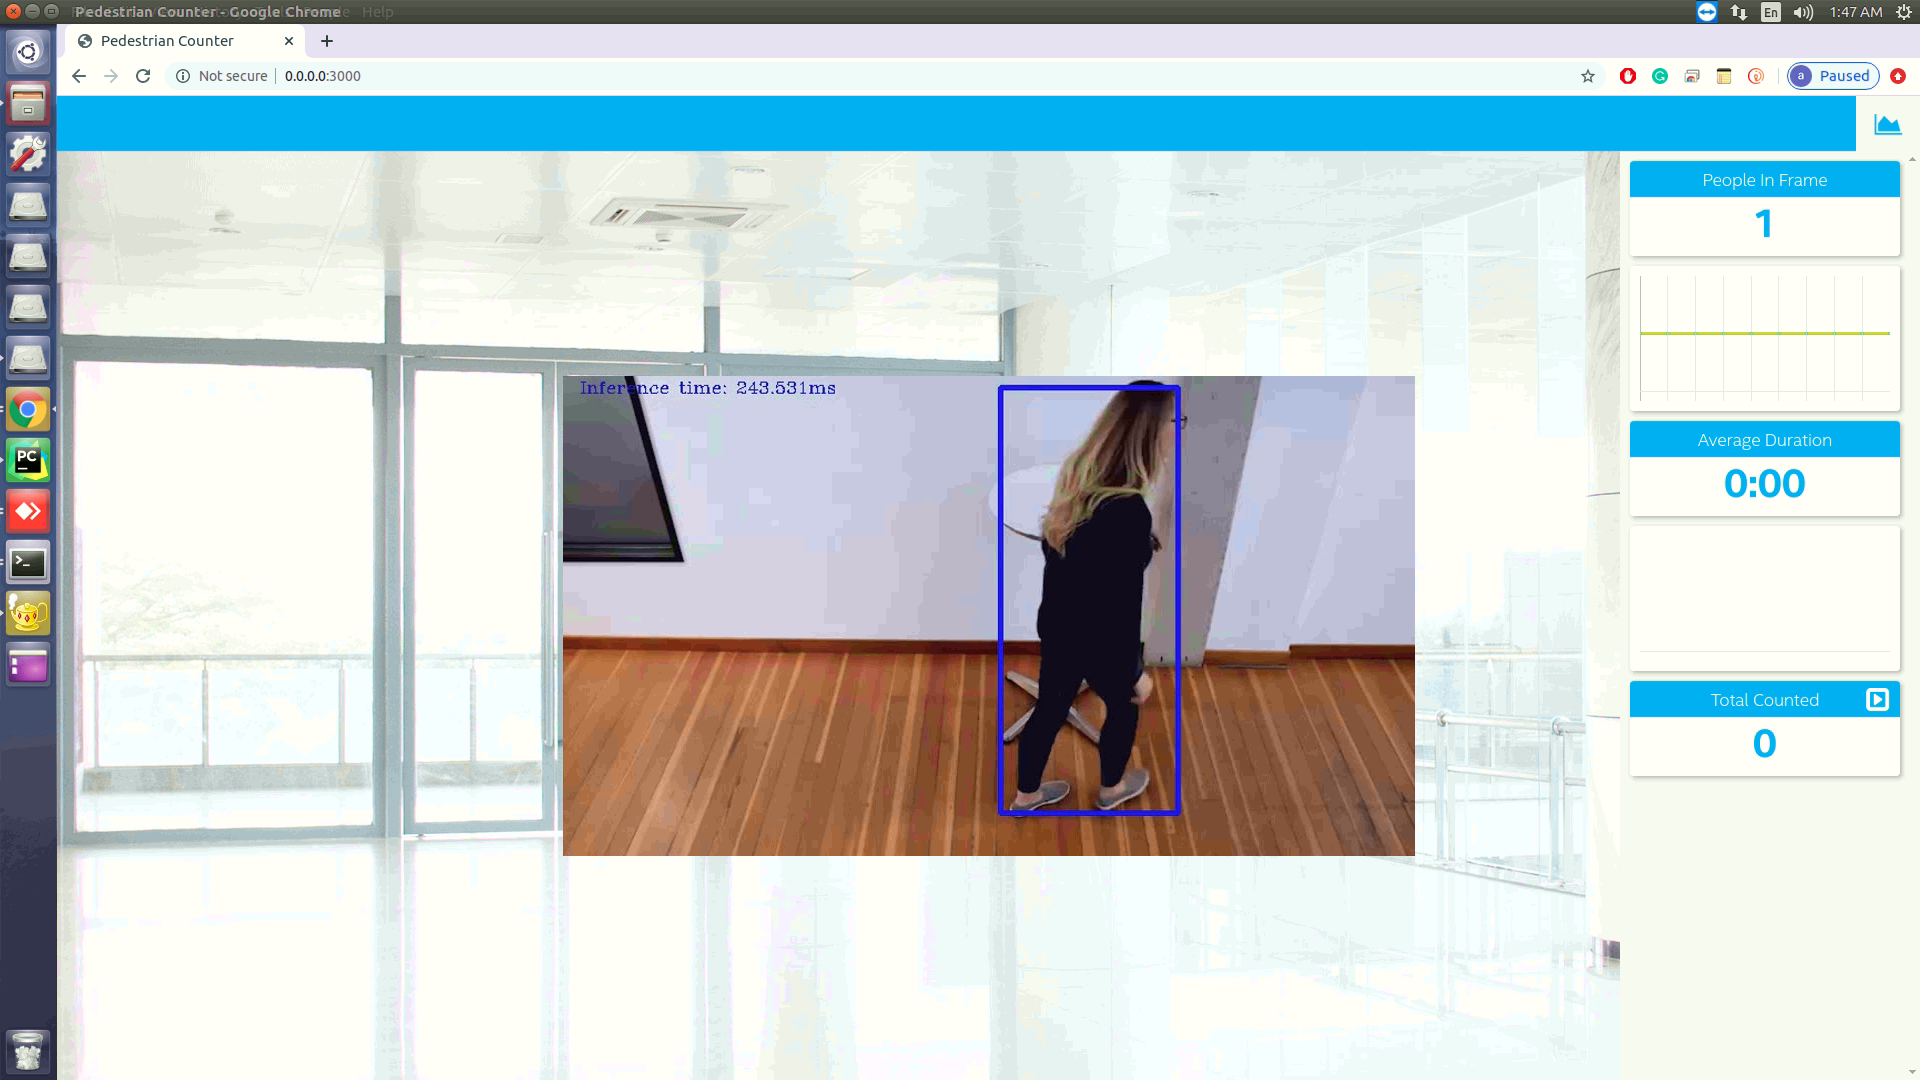 Pedestrian Counter - Google Chrome
Help
En
1:47 AM
Pedestrian Counter
Not secure
0.0.0.0:3000
a
Paused
People In Frame
1
Inference time: 243.531ms
PC
Average Duration
0:00
Total Counted
0